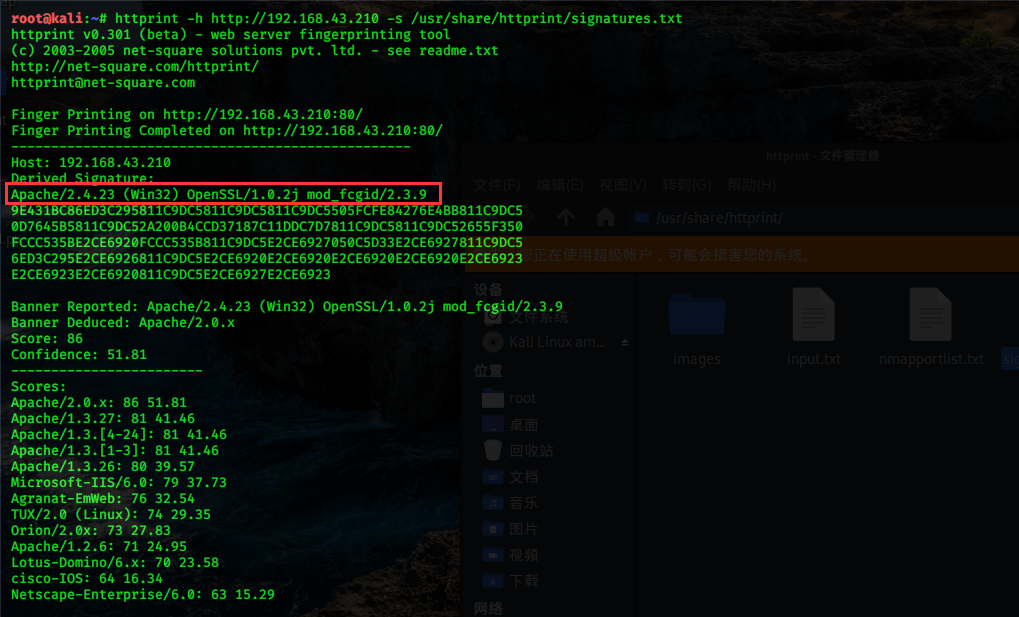 root@kali:~# httprint -h http://192.168.43.210 -s /usr/share/httprint/signatures.txt
httprint v0.301 (beta) - web server fingerprinting tool
(c) 2003-2005 net-square solutions pvt. ltd. - see readme.txt
http://net-square.com/httprint/
httprint@net-square.com
Finger Printing on http://192.168.43.210:80/
Finger Printing Completed on http://192.168.43.210:80/
--------------------------------------------------
Host: 192.168.43.210
Derived Signature:
Apache/2.4.23 (Win32) OpenSSL/1.0.2j mod_fcgid/2.3.9
9E431BC86ED3C295811C9DC5811C9DC5811C9DC5505FCFE84276E4BB811C9DC5
0D7645B5811C9DC52A200B4CCD37187C11DDC7D7811C9DC5811C9DC52655F350
FCCC535BE2CE6920FCCC535B811C9DC5E2CE6927050C5D33E2CE6927811C9DC5
6ED3C295E2CE6926811C9DC5E2CE6920E2CE6920E2CE6920E2CE6920E2CE6923
E2CE6923E2CE6920811C9DC5E2CE6927E2CE6923
Banner Reported: Apache/2.4.23 (Win32) OpenSSL/1.0.2j mod_fcgid/2.3.9
Banner Deduced: Apache/2.0.x
Score: 86
Confidence: 51.81
------------------------
Scores:
Apache/2.0.x: 86 51.81
Apache/1.3.27: 81 41.46
Apache/1.3.[4-24]: 81 41.46
Apache/1.3.[1-3]: 81 41.46
Apache/1.3.26: 80 39.57
Microsoft-IIS/6.0: 79 37.73
Agranat-EmWeb: 76 32.54
TUX/2.0 (Linux): 74 29.35
Orion/2.0x: 73 27.83
Apache/1.2.6: 71 24.95
Lotus-Domino/6.x: 70 23.58
cisco-IOS: 64 16.34
Netscape-Enterprise/6.0: 63 15.29
httprint - 文件管理器
文件(F) 编辑(E) 视图(V) 转到(G) 帮助(H)
/usr/share/httprint/
正在使用超级帐户，可能会损害您的系统。
设备
文件系统
Kali Linux am...
位置
root
桌面
回收站
文档
音乐
图片
视频
下载
网络
images
input.txt
nmapportlist.txt